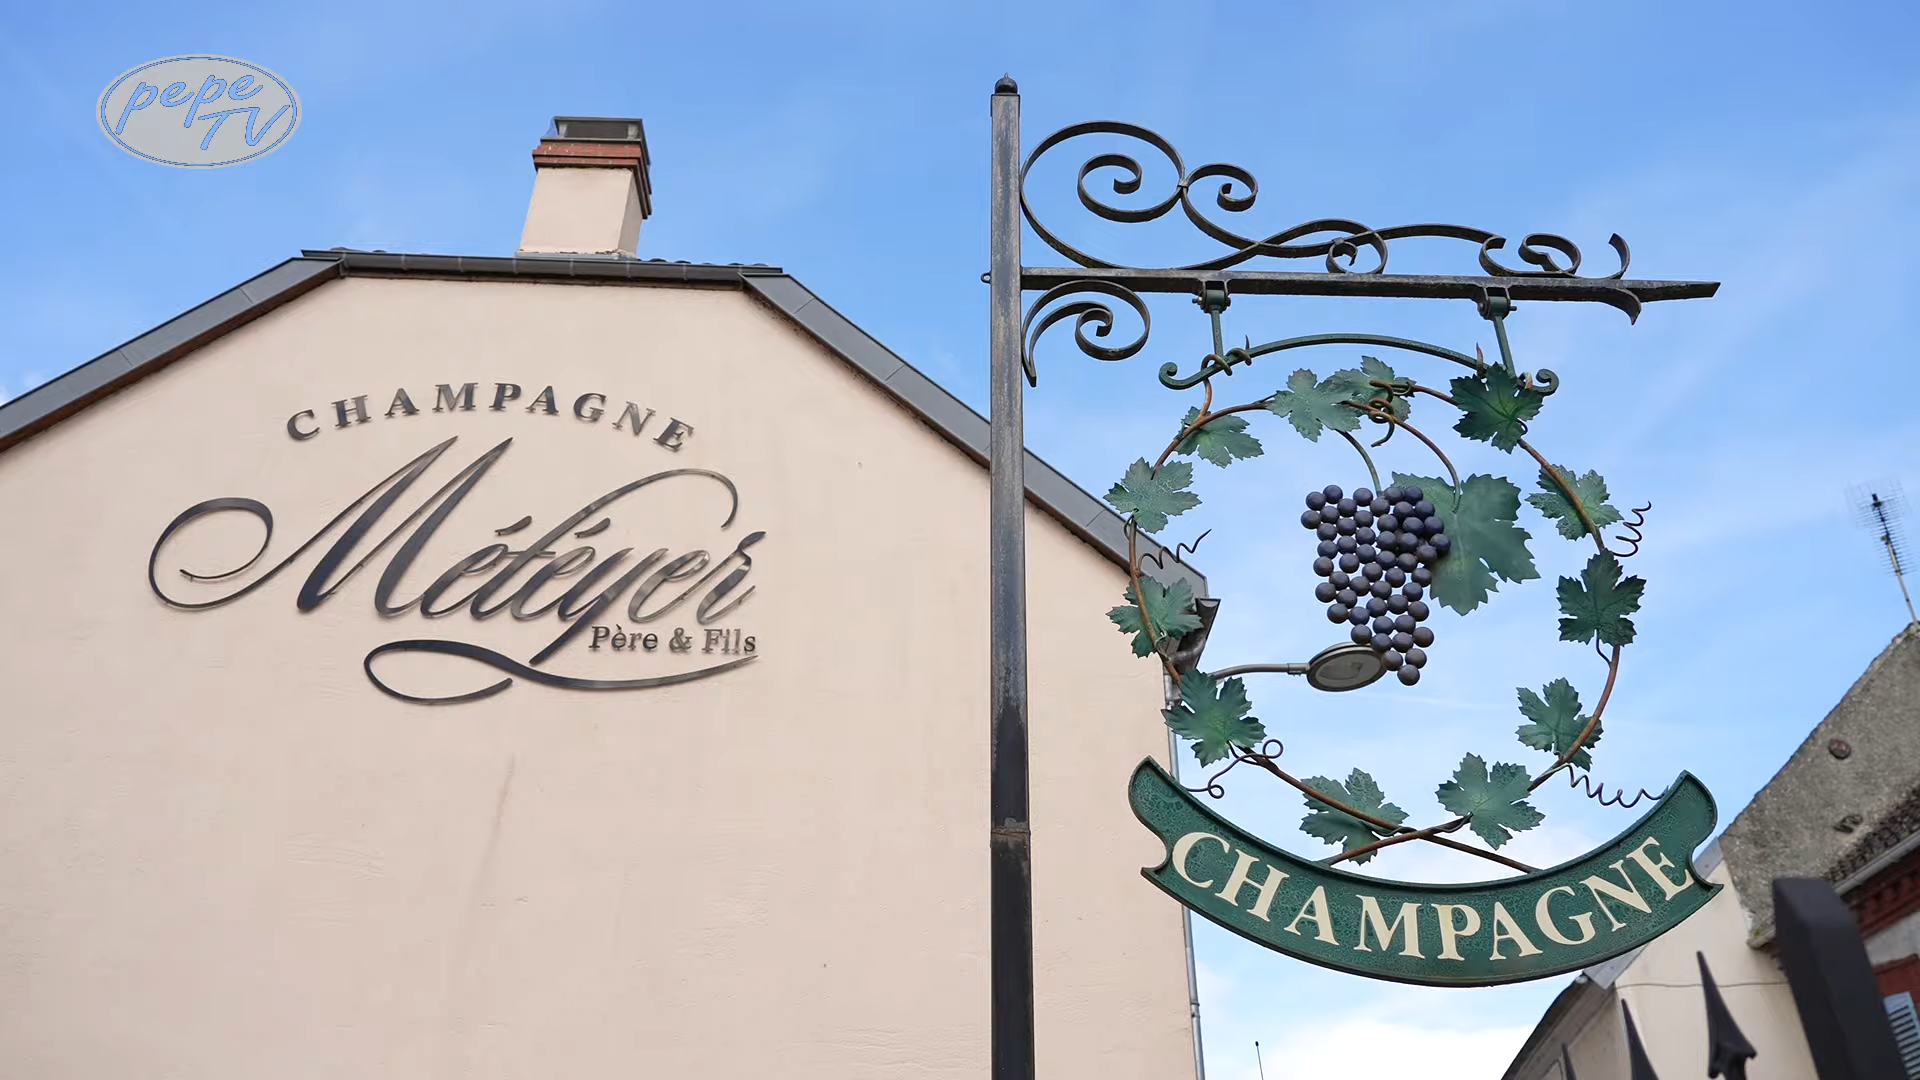 pepe
TV
CHAMPAGNE
Météyer
Père & Fils
CHAMPAGNE